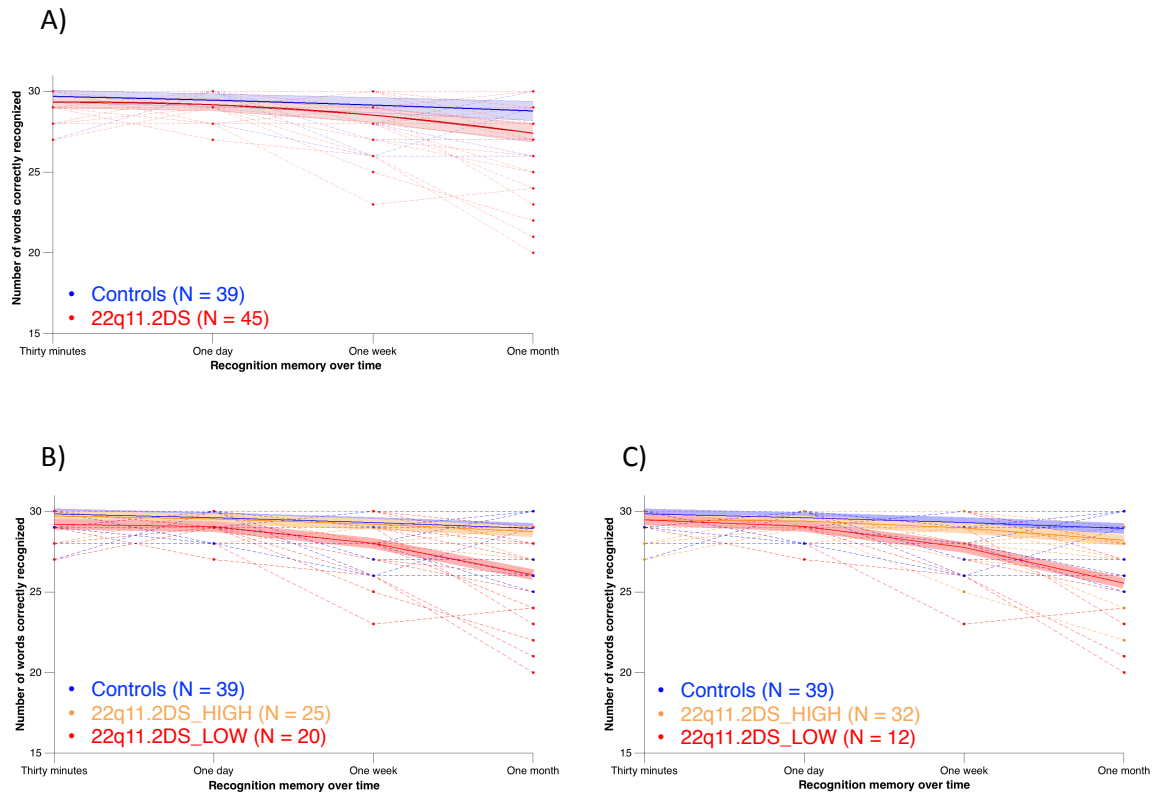 A)
Number of words correctly recognized
30
25
20
15
Controls (N = 39)
22q11.2DS (N = 45)
Thirty minutes
One day
One week
One month
Recognition memory over time
B)
Number of words correctly recognized
30
25
20
15
Controls (N = 39)
22q11.2DS_HIGH (N = 25)
22q11.2DS_LOW (N = 20)
Thirty minutes
One day
One week
One month
Recognition memory over time
C)
Number of words correctly recognized
30
25
20
15
Controls (N = 39)
22q11.2DS_HIGH (N = 32)
22q11.2DS_LOW (N = 12)
Thirty minutes
One day
One week
One month
Recognition memory over time